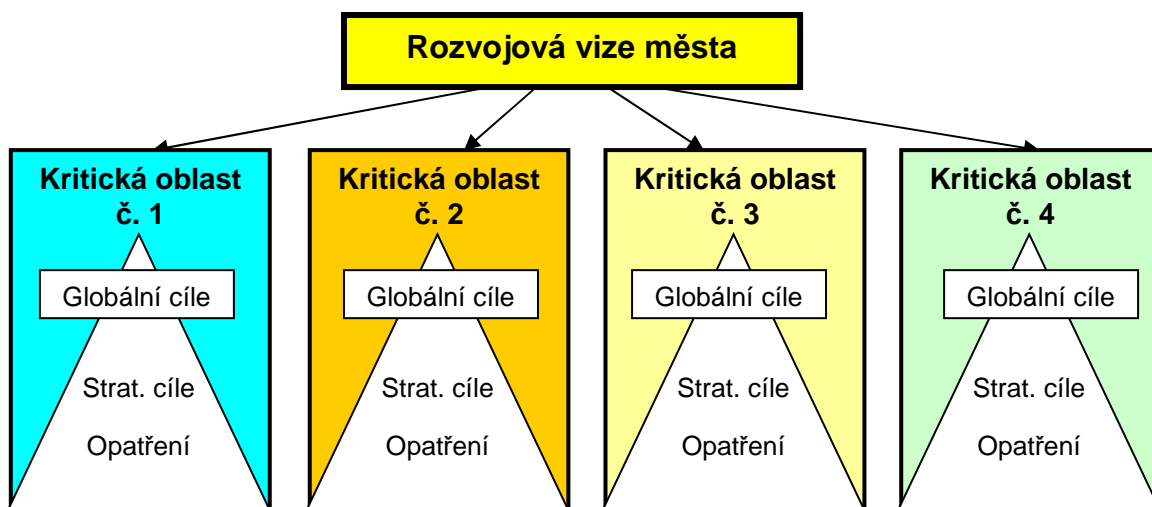 Rozvojová vize města
Kritická oblast
č. 1
Globální cíle
Strat. cíle
Opatření
Kritická oblast
č. 2
Globální cíle
Strat. cíle
Opatření
Kritická oblast
č. 3
Globální cíle
Strat. cíle
Opatření
Kritická oblast
č. 4
Globální cíle
Strat. cíle
Opatření